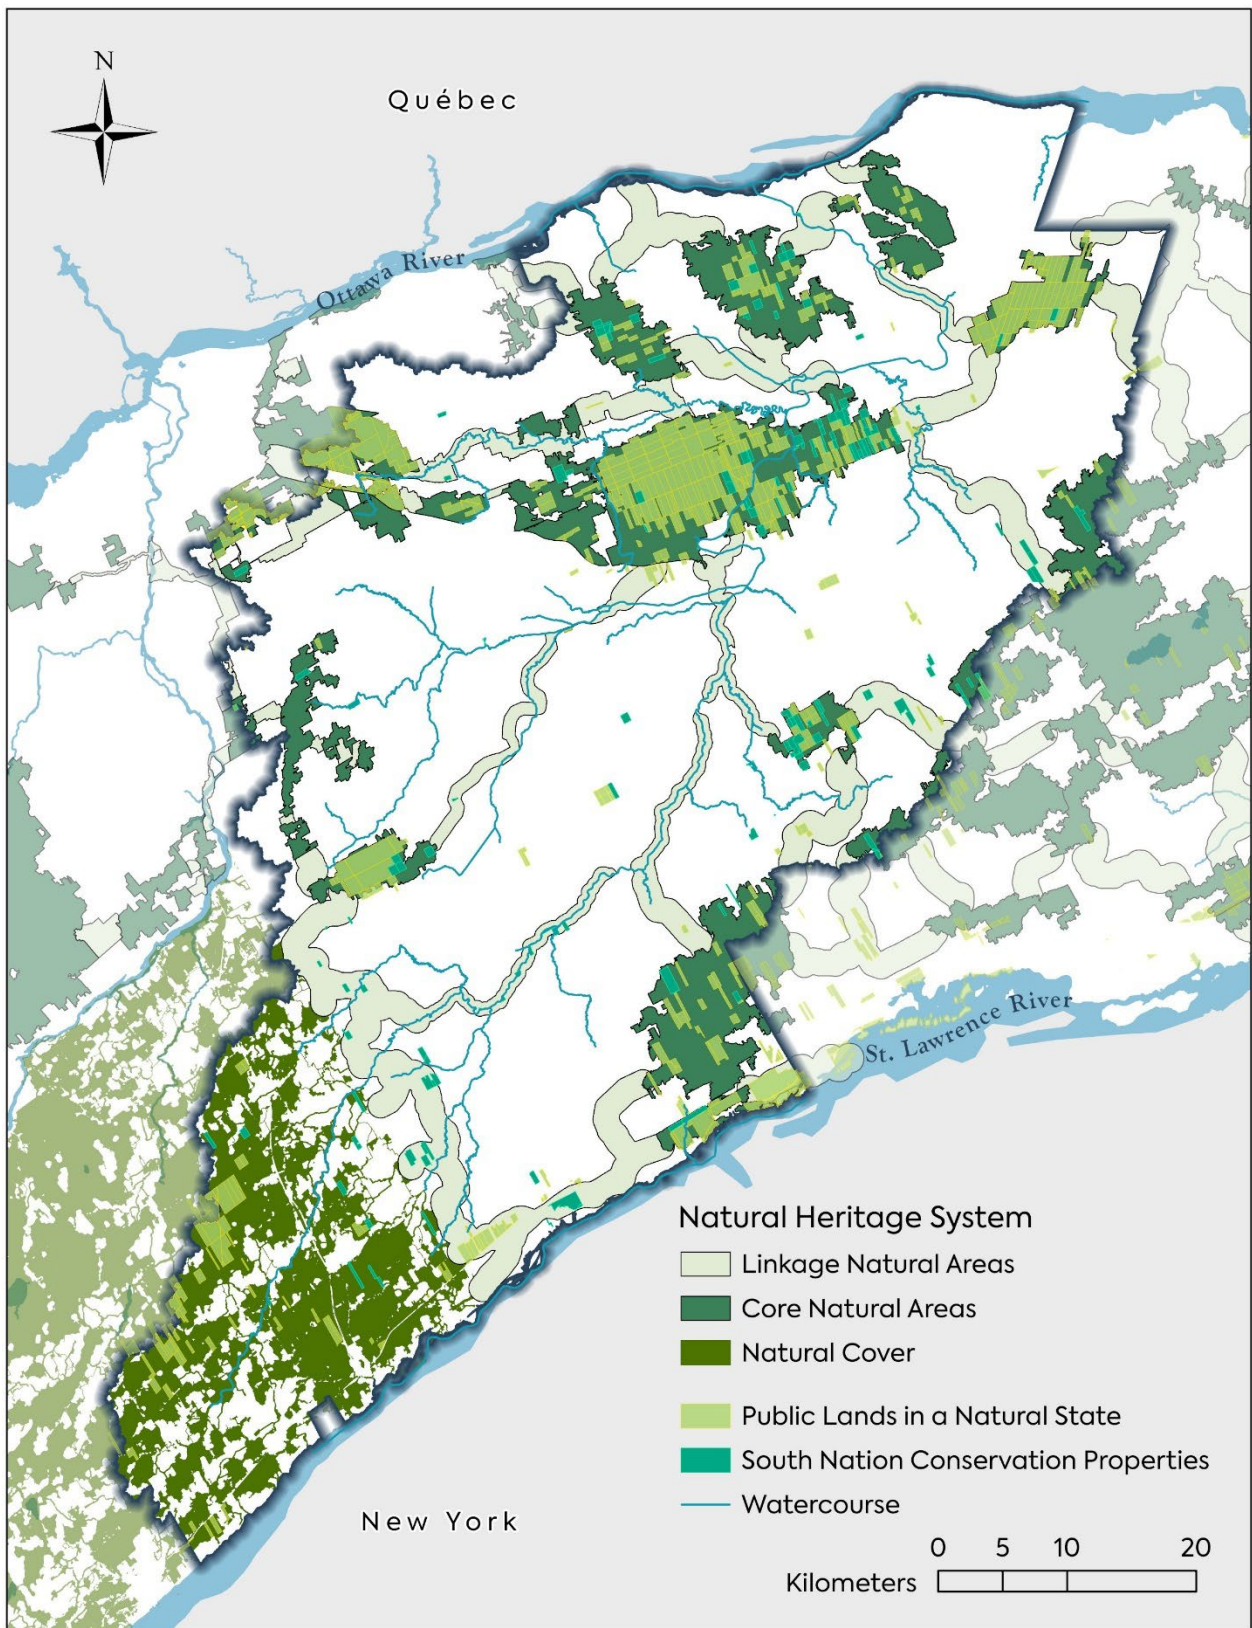 N
Québec
Ottawa River
St. Lawrence River
Natural Heritage System
Linkage Natural Areas
Core Natural Areas
Natural Cover
Public Lands in a Natural State
South Nation Conservation Properties
Watercourse
New York
0 5 10 20
Kilometers